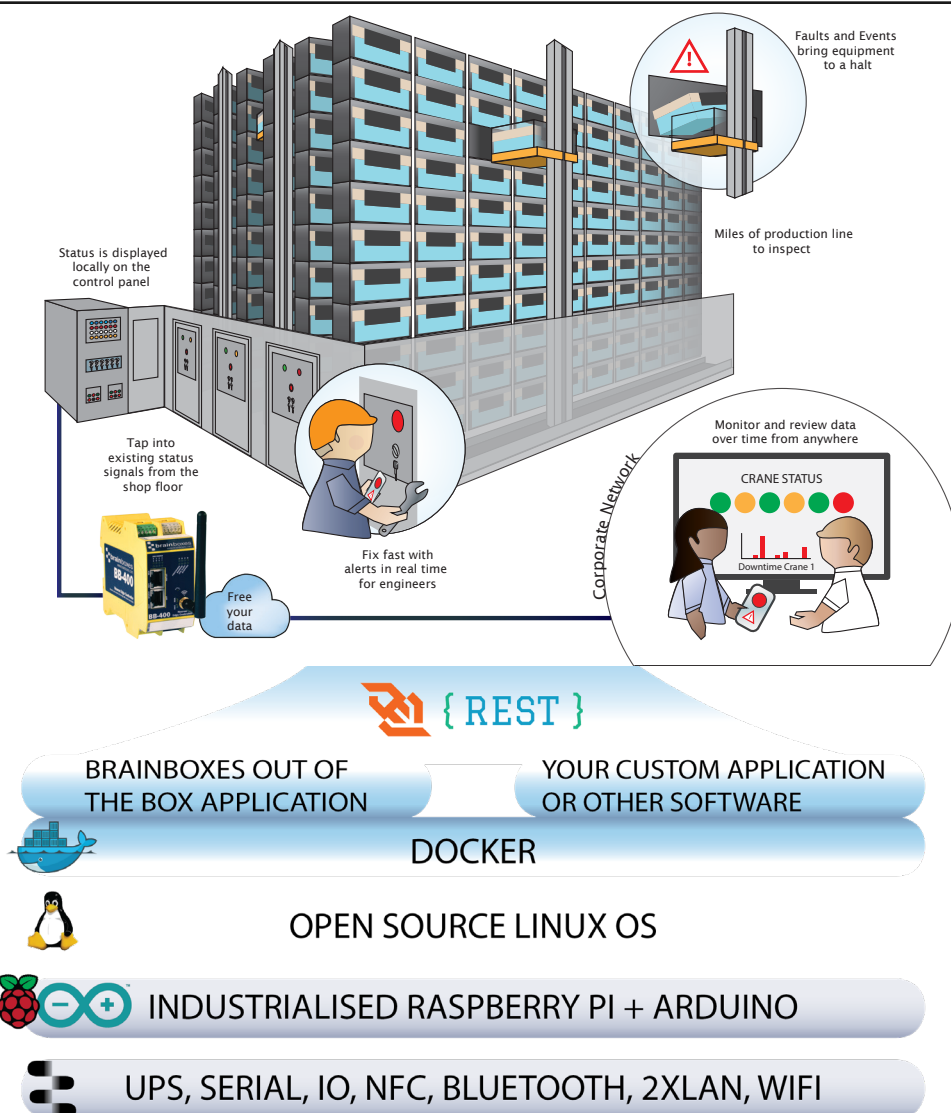 Faults and Events
bring equipment
to a halt
Miles of production line
to inspect
Status is displayed
locally on the
control panel
Tap into
existing status
signals from the
shop floor
Fix fast with
alerts in real time
for engineers
Monitor and review data
over time from anywhere
Corporate Network
CRANE STATUS
Downtime Crane 1
brainboxes
BB-400
BB-400
Free
your
data
{ REST }
BRAINBOXES OUT OF
THE BOX APPLICATION
YOUR CUSTOM APPLICATION
OR OTHER SOFTWARE
DOCKER
OPEN SOURCE LINUX OS
INDUSTRIALISED RASPBERRY PI + ARDUINO
UPS, SERIAL, IO, NFC, BLUETOOTH, 2XLAN, WIFI